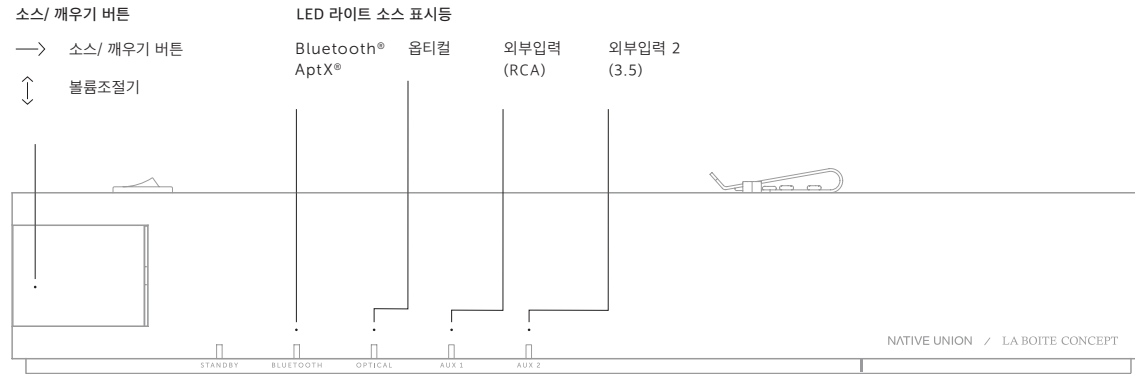 소스/ 깨우기 버튼
소스/ 깨우기 버튼
볼륨조절기
LED 라이트 소스 표시등
Bluetooth® AptX®
옵티컬
외부입력 (RCA)
외부입력 2 (3.5)
NATIVE UNION / LA BOITE CONCEPT
STANDBY BLUETOOTH OPTICAL AUX 1 AUX 2